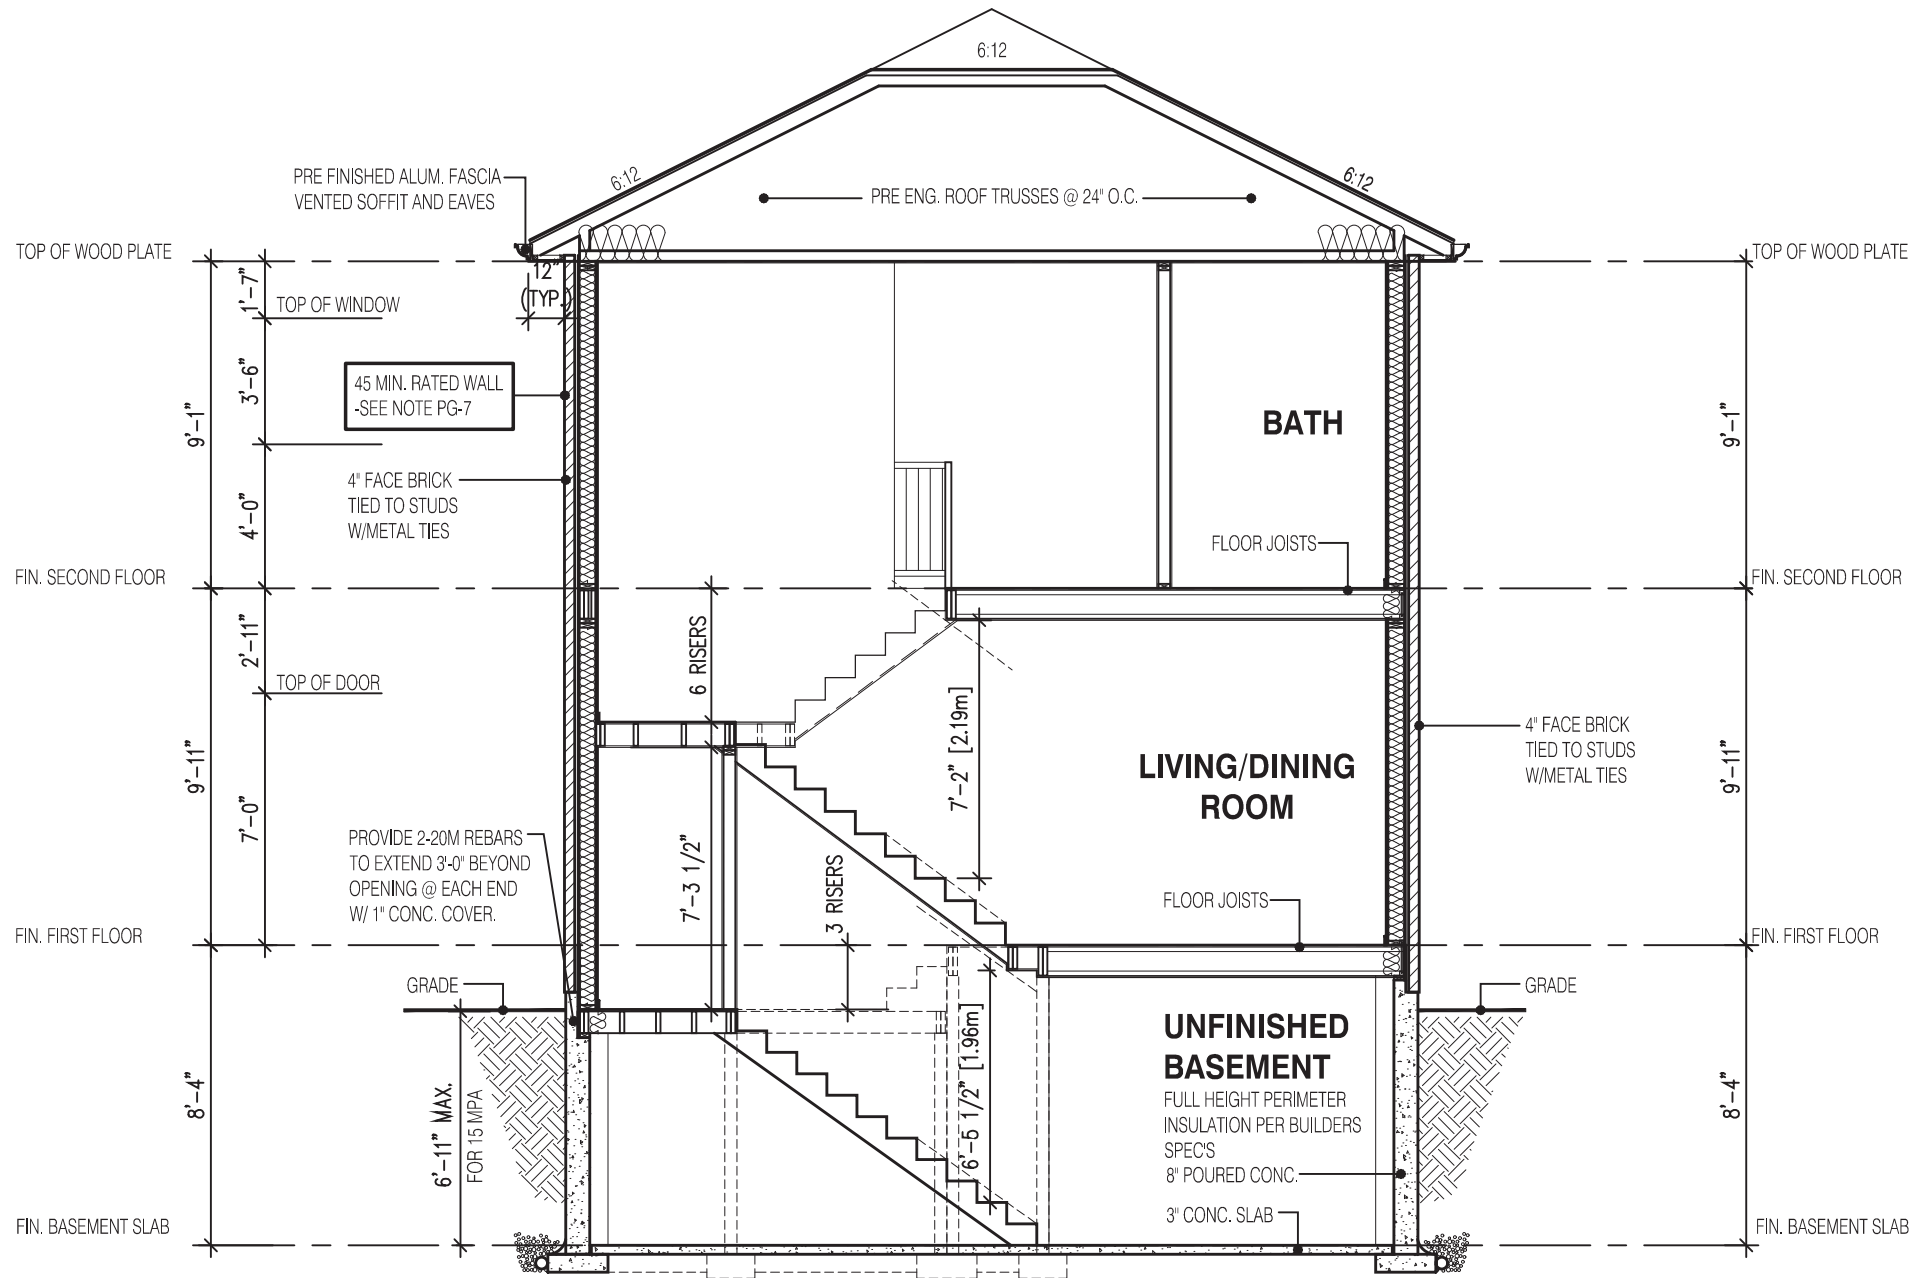 6:12
PRE FINISHED ALUM. FASCIA
VENTED SOFFIT AND EAVES
6:12
6:12
PRE ENG. ROOF TRUSSES @ 24" O.C.
TOP OF WOOD PLATE
TOP OF WOOD PLATE
12"
(TYP.)
1'-7"
TOP OF WINDOW
3'-6"
45 MIN. RATED WALL
-SEE NOTE PG-7
9'-1"
9'-1"
BATH
4" FACE BRICK
TIED TO STUDS
W/METAL TIES
4'-0"
FLOOR JOISTS
FIN. SECOND FLOOR
FIN. SECOND FLOOR
2'-11"
6 RISERS
TOP OF DOOR
7'-2" [2.19m]
4" FACE BRICK
TIED TO STUDS
W/METAL TIES
9'-11"
9'-11"
LIVING/DINING
ROOM
7'-0"
PROVIDE 2-20M REBARS
TO EXTEND 3'-0" BEYOND
OPENING @ EACH END
W/ 1" CONC. COVER.
7'-3 1/2"
3 RISERS
FLOOR JOISTS
FIN. FIRST FLOOR
FIN. FIRST FLOOR
GRADE
GRADE
UNFINISHED
BASEMENT
FULL HEIGHT PERIMETER
INSULATION PER BUILDERS
SPEC'S
8" POURED CONC.
3" CONC. SLAB
6'-5 1/2" [1.96m]
8'-4"
8'-4"
6'-11" MAX.
FOR 15 MPA
FIN. BASEMENT SLAB
FIN. BASEMENT SLAB